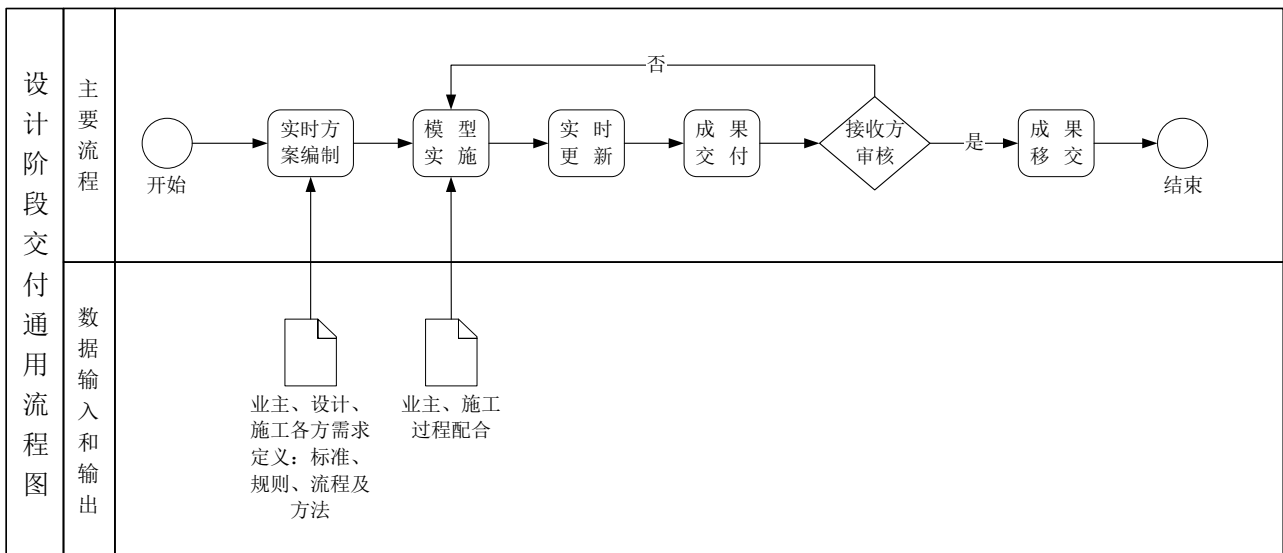 设计阶段交付通用流程图
主要流程
开始
实时方
案编制
模 型
实 施
实 时
更 新
成 果
交 付
接收方
审核
否
是
成 果
移 交
结束
数据输入和输出
业主、设计、
施工各方需求
定义：标准、
规则、流程及
方法
业主、施工
过程配合